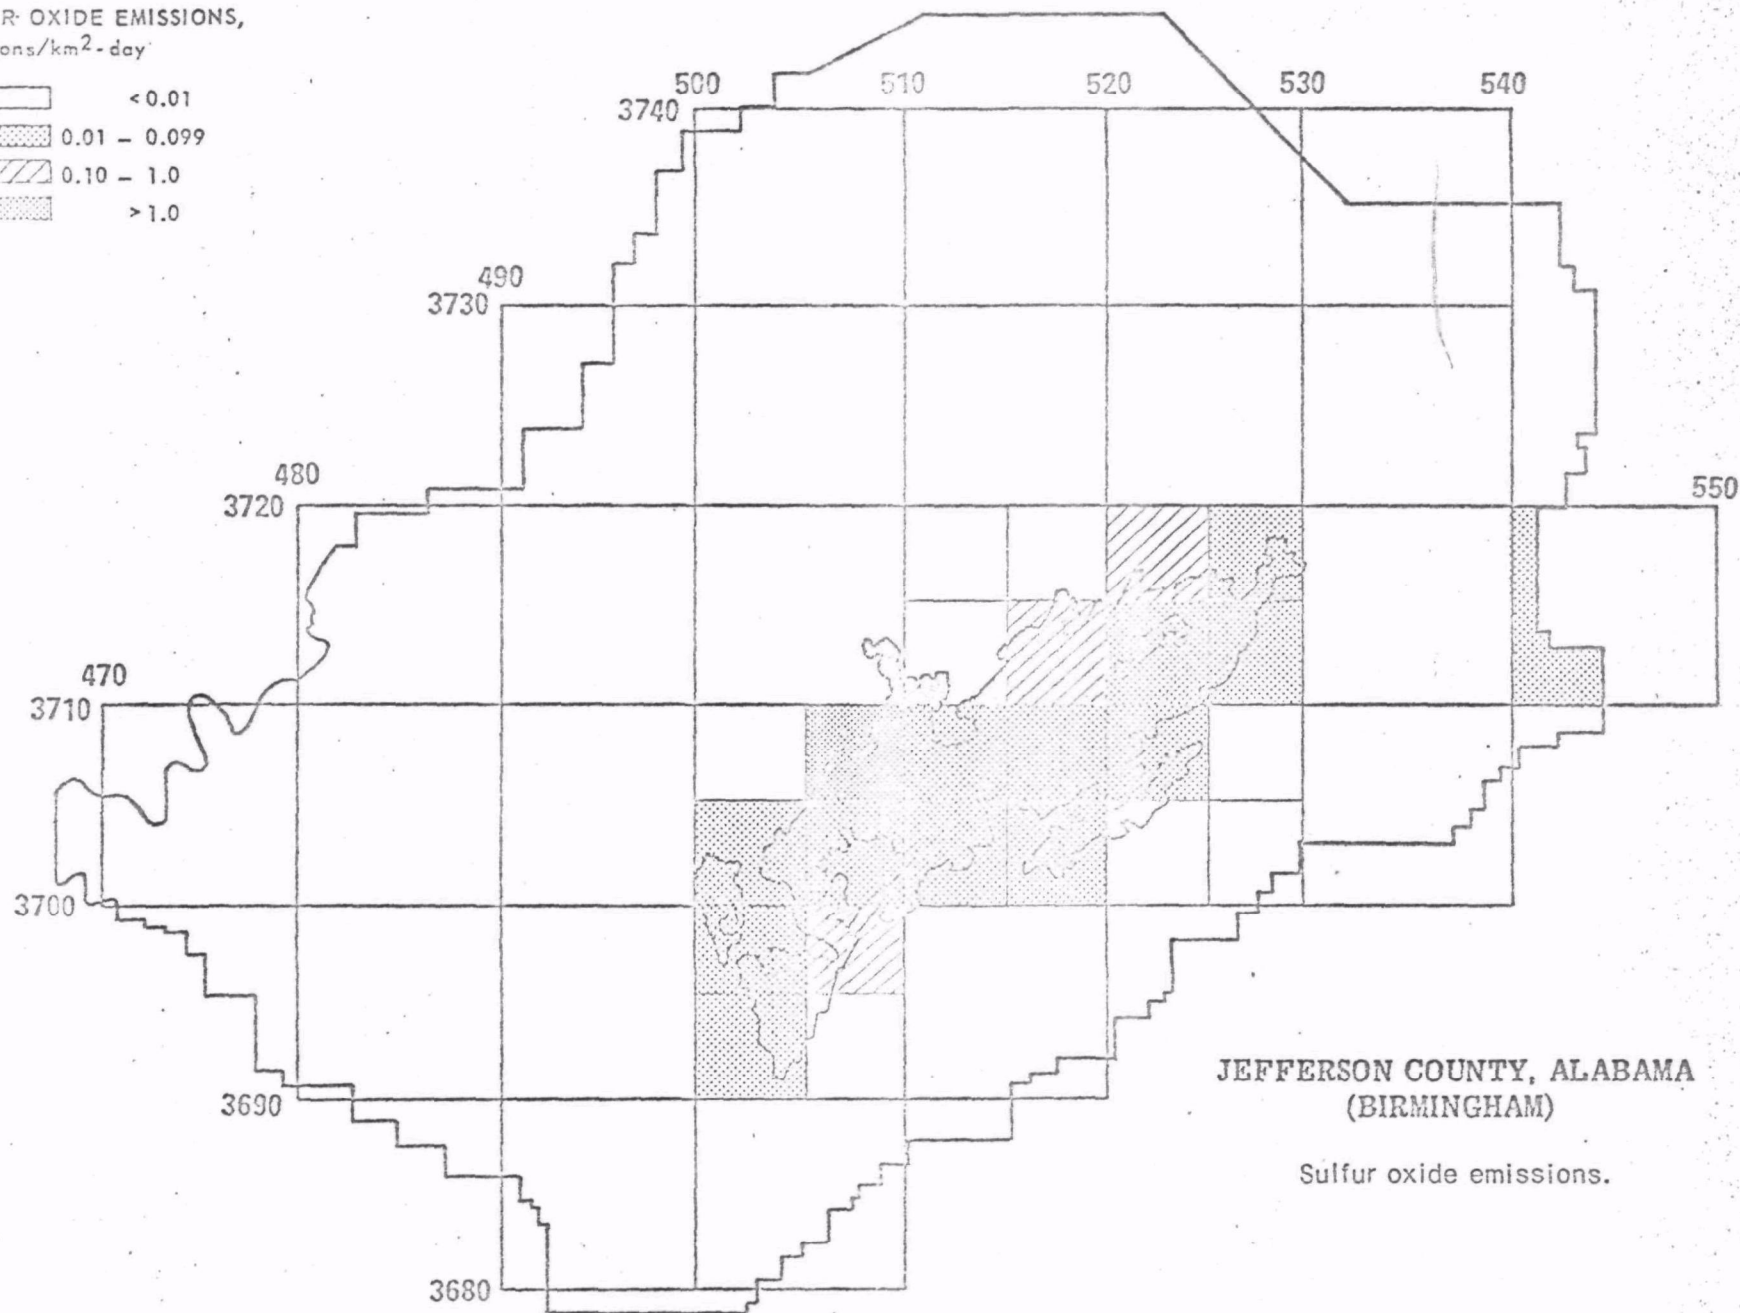 R OXIDE EMISSIONS,
ons/km²-day
<0.01
0.01 – 0.099
0.10 – 1.0
>1.0
500 510 520 530 540
3740
490
3730
480
3720
550
470
3710
3700
3690
JEFFERSON COUNTY, ALABAMA
(BIRMINGHAM)
Sulfur oxide emissions.
3680